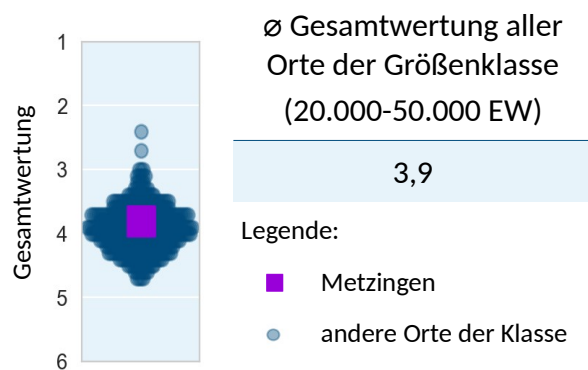 Gesamtwertung
1
2
3
4
5
6
⌀ Gesamtwertung aller
Orte der Größenklasse
(20.000-50.000 EW)
3,9
Legende:
Metzingen
andere Orte der Klasse